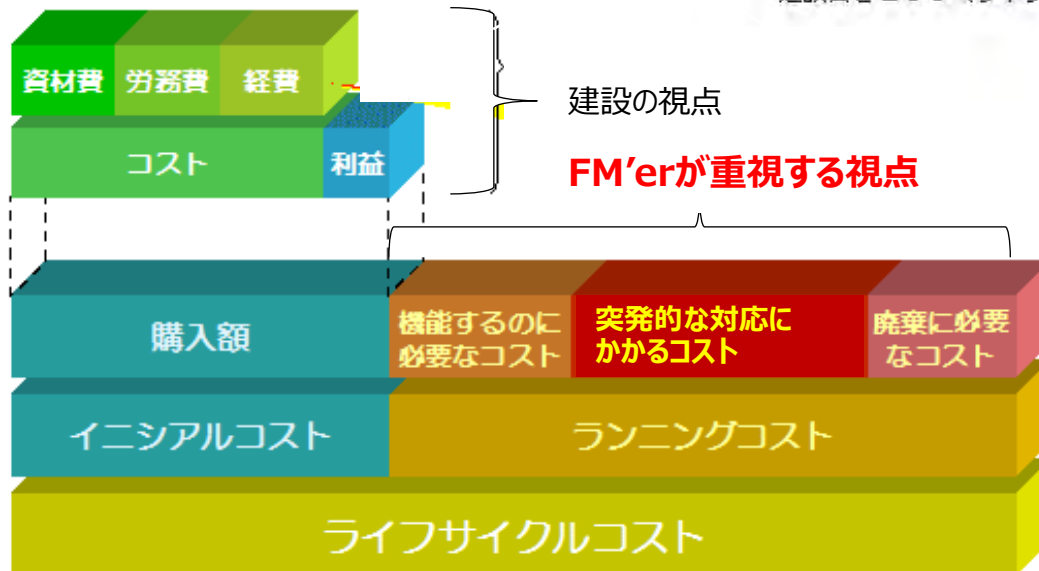 資材費 労務費 経費
コスト 利益
建設の視点
FM’erが重視する視点
購入額
機能するのに
必要なコスト
突発的な対応に
かかるコスト
廃棄に必要
なコスト
イニシアルコスト ランニングコスト
ライフサイクルコスト